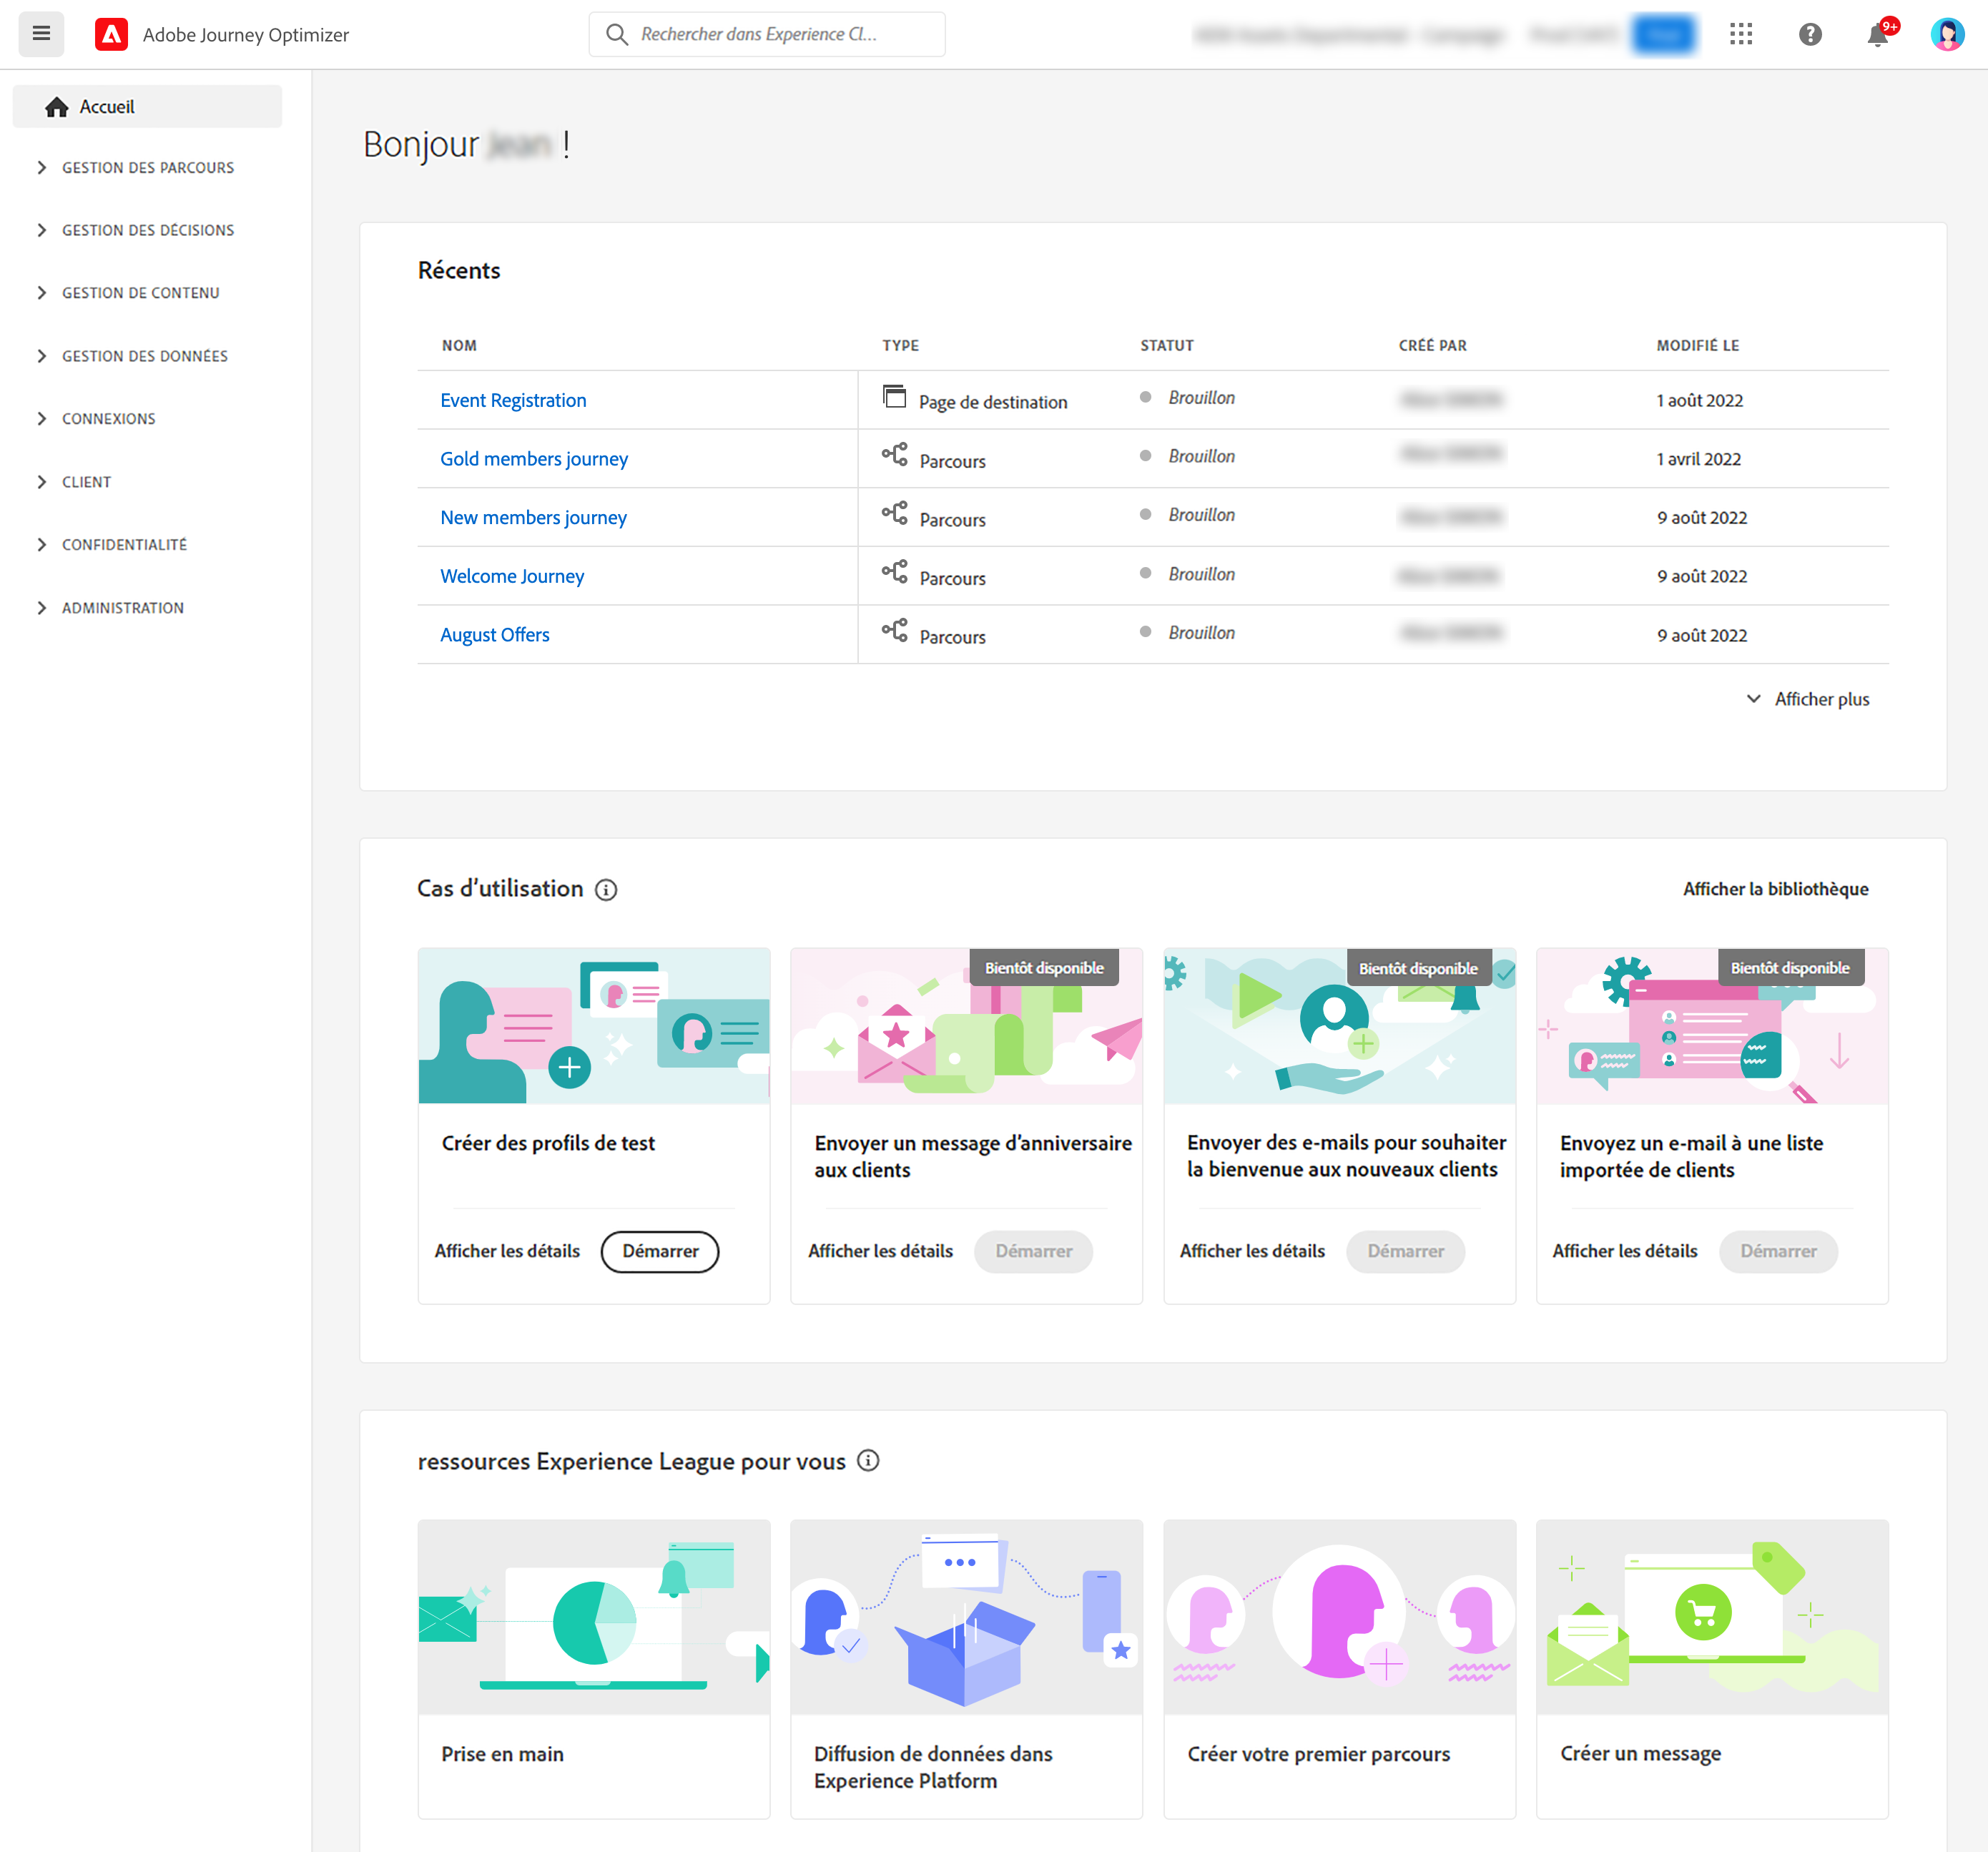 Adobe Journey Optimizer
Rechercher dans Experience Cl...
9+
Accueil
GESTION DES PARCOURS
GESTION DES DÉCISIONS
GESTION DE CONTENU
GESTION DES DONNÉES
CONNEXIONS
CLIENT
CONFIDENTIALITÉ
ADMINISTRATION
Bonjour !
Récents
NOM TYPE STATUT CRÉÉ PAR MODIFIÉ LE
Event Registration Page de destination Brouillon 1 août 2022
Gold members journey Parcours Brouillon 1 avril 2022
New members journey Parcours Brouillon 9 août 2022
Welcome Journey Parcours Brouillon 9 août 2022
August Offers Parcours Brouillon 9 août 2022
Afficher plus
Cas d’utilisation
Afficher la bibliothèque
Créer des profils de test
Afficher les détails Démarrer
Bientôt disponible
Envoyer un message d’anniversaire
aux clients
Afficher les détails Démarrer
Bientôt disponible
Envoyer des e-mails pour souhaiter
la bienvenue aux nouveaux clients
Afficher les détails Démarrer
Bientôt disponible
Envoyez un e-mail à une liste
importée de clients
Afficher les détails Démarrer
ressources Experience League pour vous
Prise en main
Diffusion de données dans
Experience Platform
Créer votre premier parcours
Créer un message